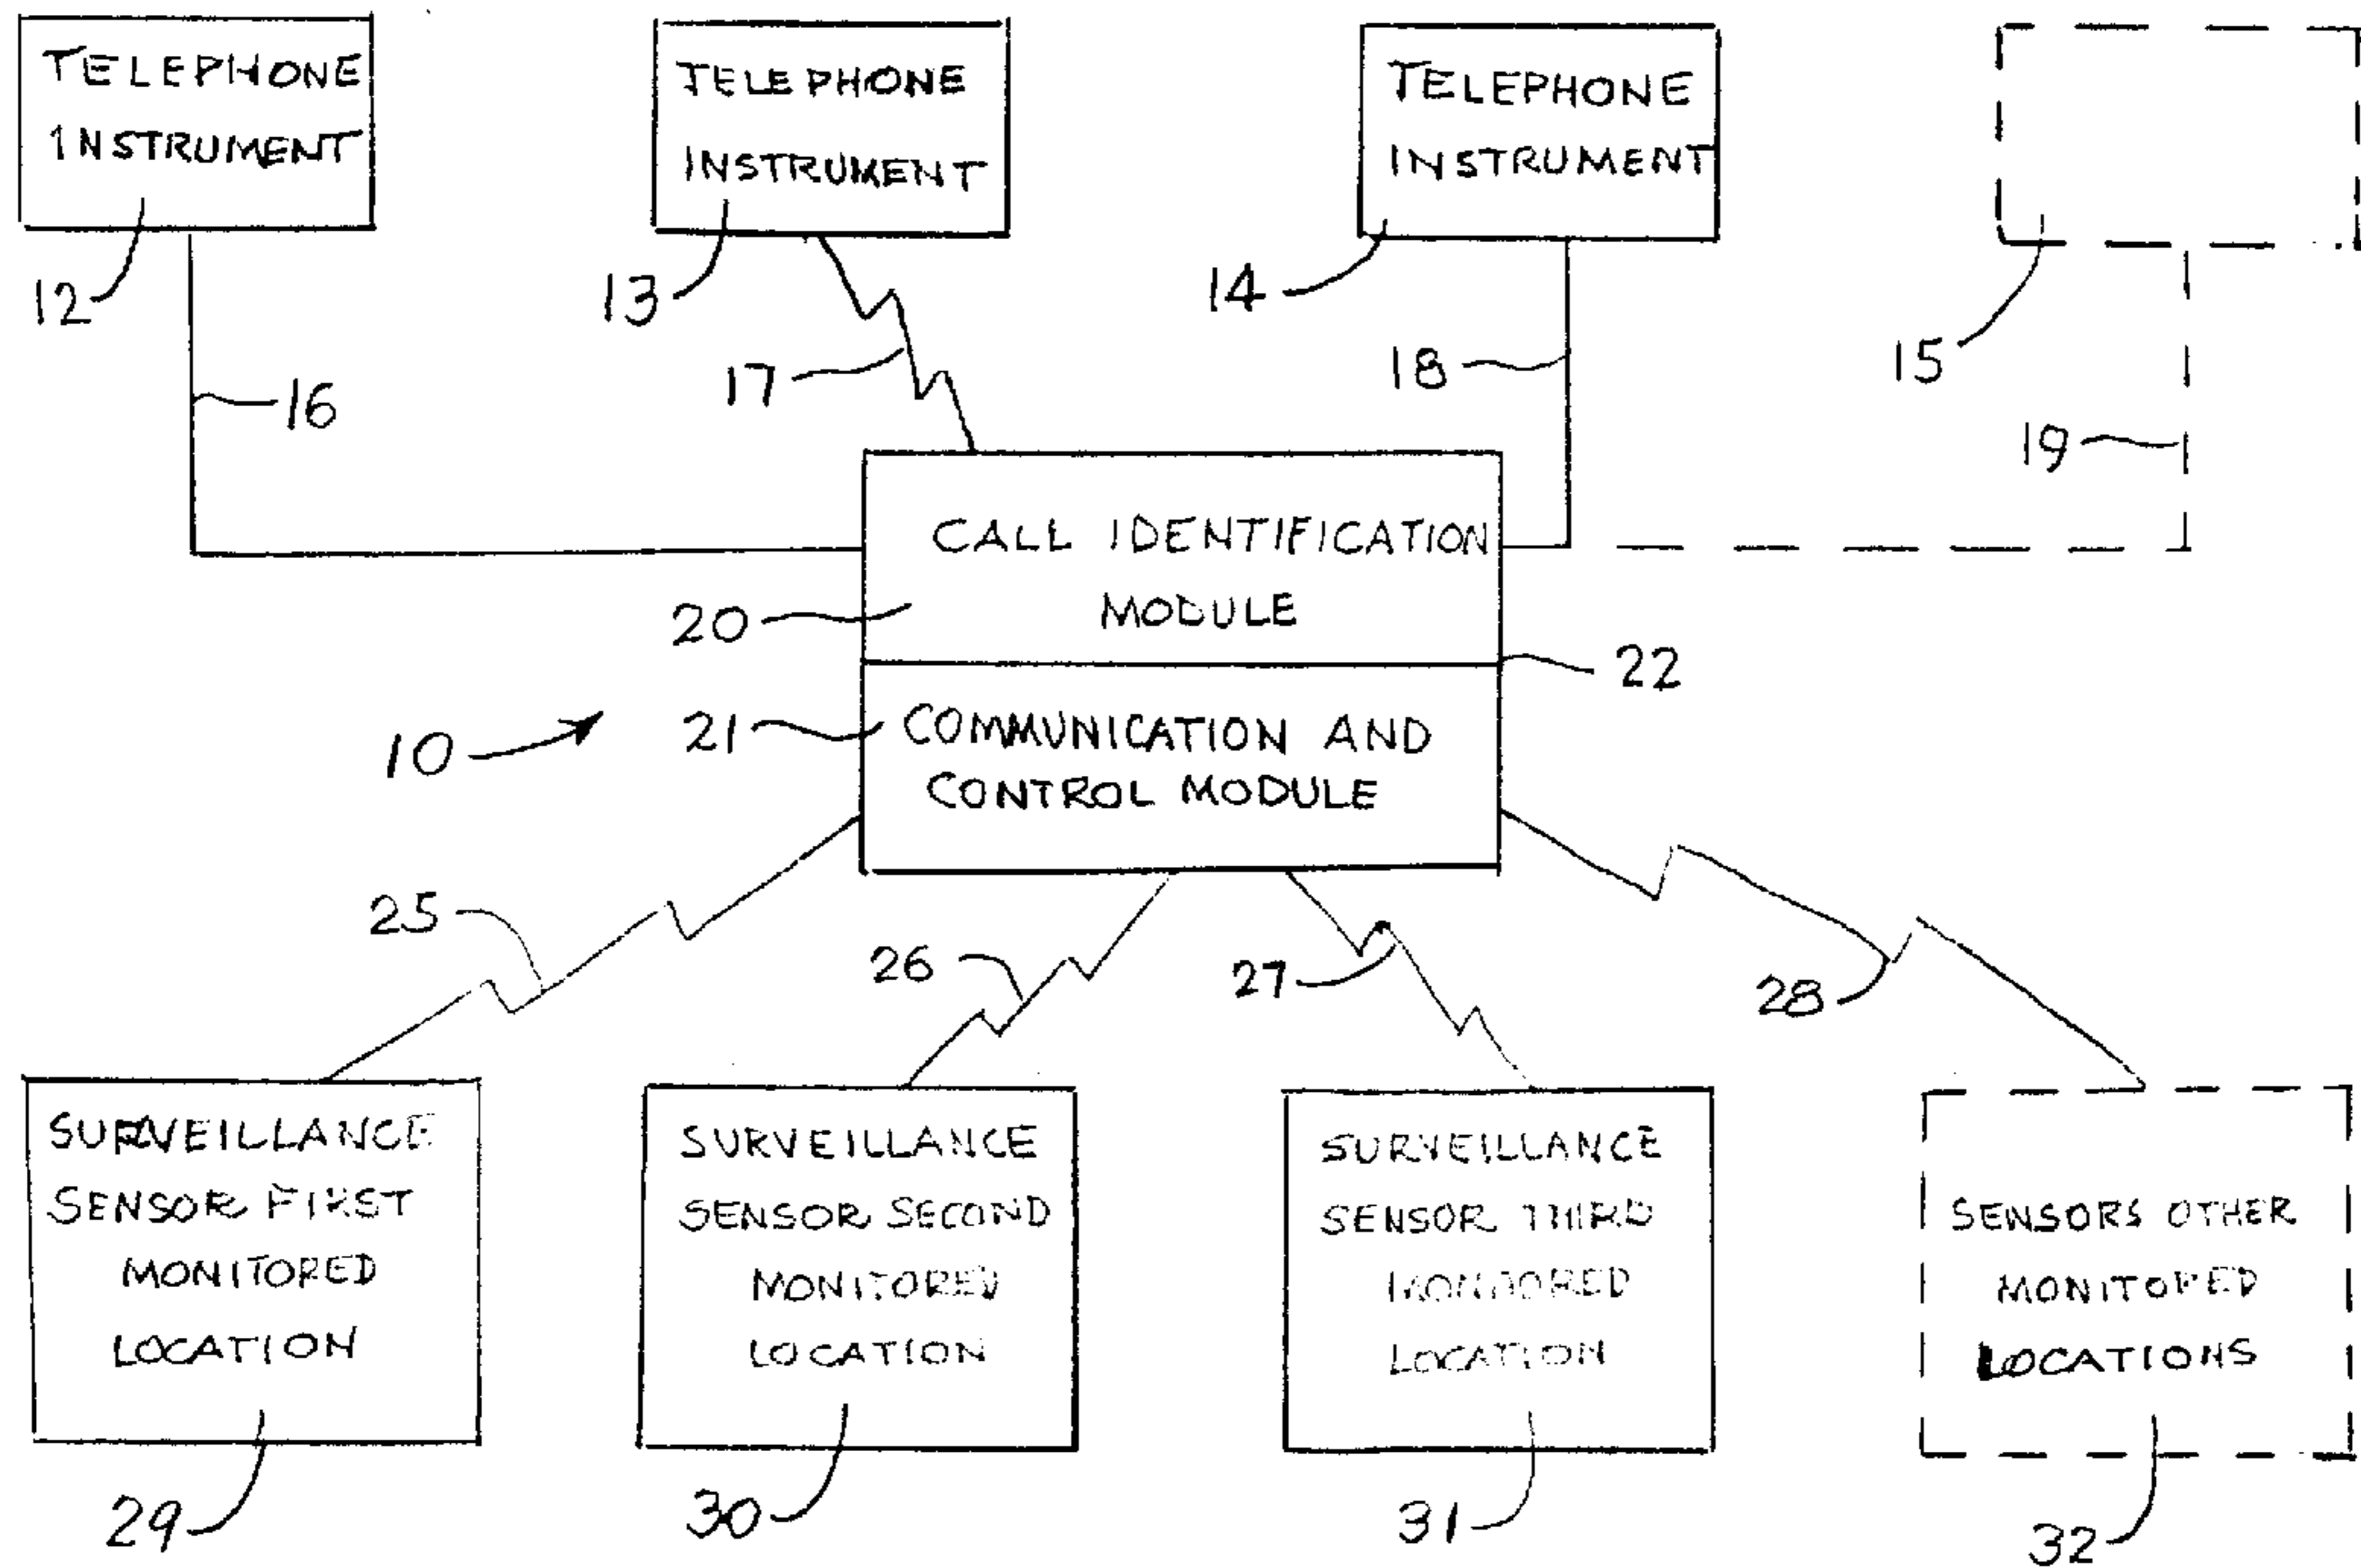 TELEPHONE
INSTRUMENT
12
TELEPHONE
INSTRUMENT
13
TELEPHONE
INSTRUMENT
14
15
16
17
18
19
CALL IDENTIFICATION
MODULE
20
22
COMMUNICATION AND
CONTROL MODULE
21
10
25
26
27
28
SURVEILLANCE
SENSOR FIRST
MONITORED
LOCATION
29
SURVEILLANCE
SENSOR SECOND
MONITORED
LOCATION
30
SURVEILLANCE
SENSOR THIRD
MONITORED
LOCATION
31
SENSORS OTHER
MONITORED
LOCATIONS
32